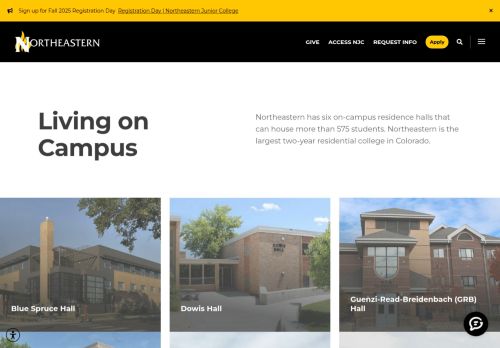 Sign up for Fall 2025 Registration Day Registration Day | Northeastern Junior College ×
NORTHEASTERN
GIVE ACCESS NJC REQUEST INFO Apply
Living on
Campus
Northeastern has six on-campus residence halls that
can house more than 575 students. Northeastern is the
largest two-year residential college in Colorado.
DOWIS
HALL
Blue Spruce Hall
Dowis Hall
Guenzi-Read-Breidenbach (GRB)
Hall